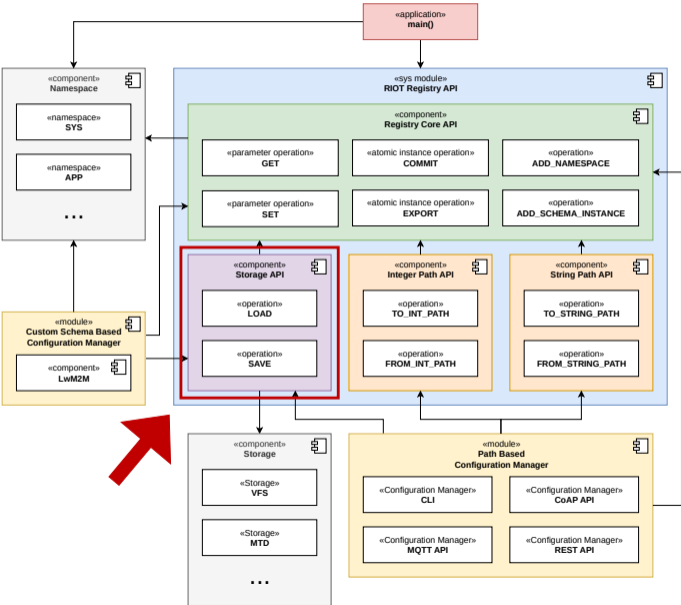 «application»
main()
«component»
Namespace
«namespace»
SYS
«namespace»
APP
...
«sys module»
RIOT Registry API
«component»
Registry Core API
«parameter operation»
GET
«atomic instance operation»
COMMIT
«operation»
ADD_NAMESPACE
«parameter operation»
SET
«atomic instance operation»
EXPORT
«operation»
ADD_SCHEMA_INSTANCE
«component»
Storage API
«operation»
LOAD
«operation»
SAVE
«component»
Integer Path API
«operation»
TO_INT_PATH
«operation»
FROM_INT_PATH
«component»
String Path API
«operation»
TO_STRING_PATH
«operation»
FROM_STRING_PATH
«module»
Custom Schema Based
Configuration Manager
«component»
LwM2M
«component»
Storage
«Storage»
VFS
«Storage»
MTD
...
«module»
Path Based
Configuration Manager
«Configuration Manager»
CLI
«Configuration Manager»
CoAP API
«Configuration Manager»
MQTT API
«Configuration Manager»
REST API